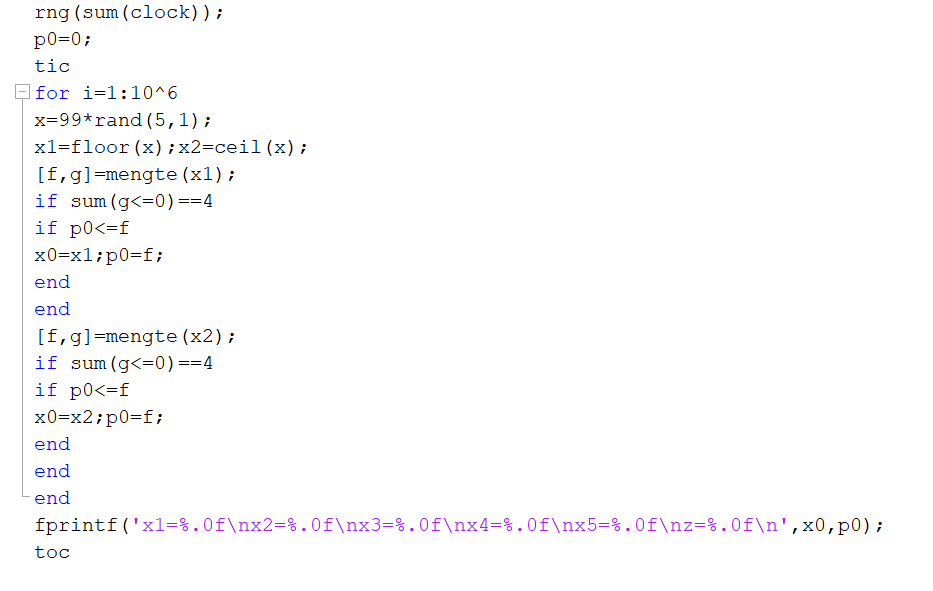 rng(sum(clock));
p0=0;
tic
for i=1:10^6
x=99*rand(5,1);
x1=floor(x);x2=ceil(x);
[f,g]=mengte(x1);
if sum(g<=0)==4
if p0<=f
x0=x1;p0=f;
end
end
[f,g]=mengte(x2);
if sum(g<=0)==4
if p0<=f
x0=x2;p0=f;
end
end
end
fprintf('x1=%.0f\nx2=%.0f\nx3=%.0f\nx4=%.0f\nx5=%.0f\nz=%.0f\n',x0,p0);
toc